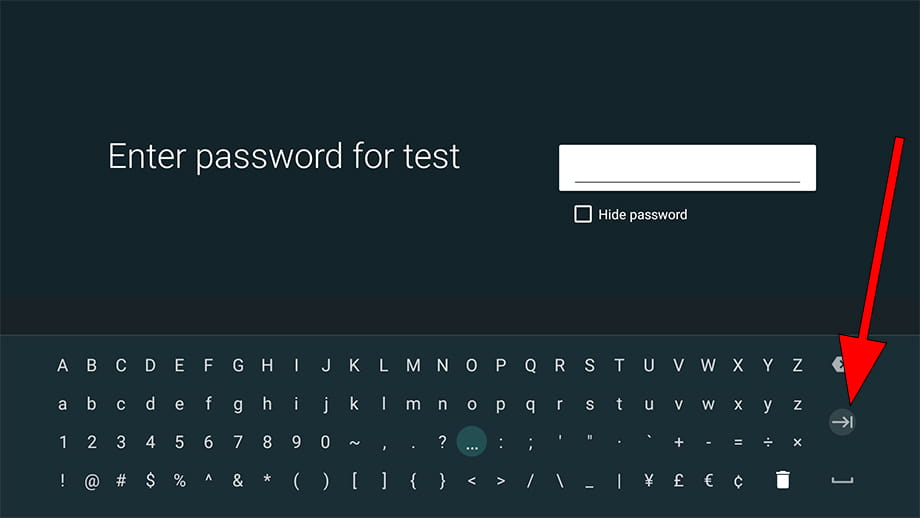 Enter password for test
Hide password
A B C D E F G H I J K L M N O P Q R S T U V W X Y Z
a b c d e f g h i j k l m n o p q r s t u v w x y z
1 2 3 4 5 6 7 8 9 0 ~ , . ? … : ; ' " · ` + - = ÷ ×
! @ # $ % ^ & * ( ) [ ] { } < > / \ _ | ¥ £ € ¢